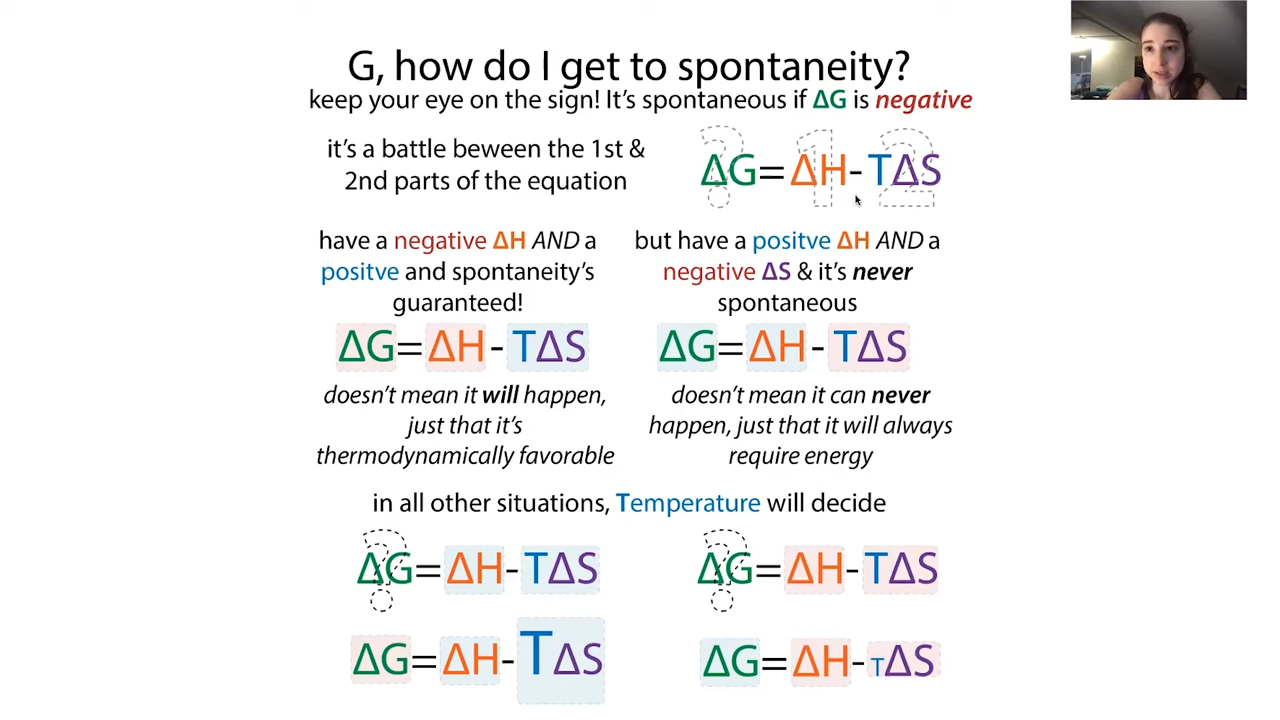 G, how do I get to spontaneity?
keep your eye on the sign! It's spontaneous if ΔG is negative
it's a battle beween the 1st &
2nd parts of the equation
? 1 2
ΔG=ΔH-TΔS
have a negative ΔH AND a
positve and spontaneity's
guaranteed!
ΔG=ΔH-TΔS
doesn't mean it will happen,
just that it's
thermodynamically favorable
but have a positve ΔH AND a
negative ΔS & it's never
spontaneous
ΔG=ΔH-TΔS
doesn't mean it can never
happen, just that it will always
require energy
in all other situations, Temperature will decide
?
ΔG=ΔH-TΔS
ΔG=ΔH-TΔS
?
ΔG=ΔH-TΔS
ΔG=ΔH-TΔS